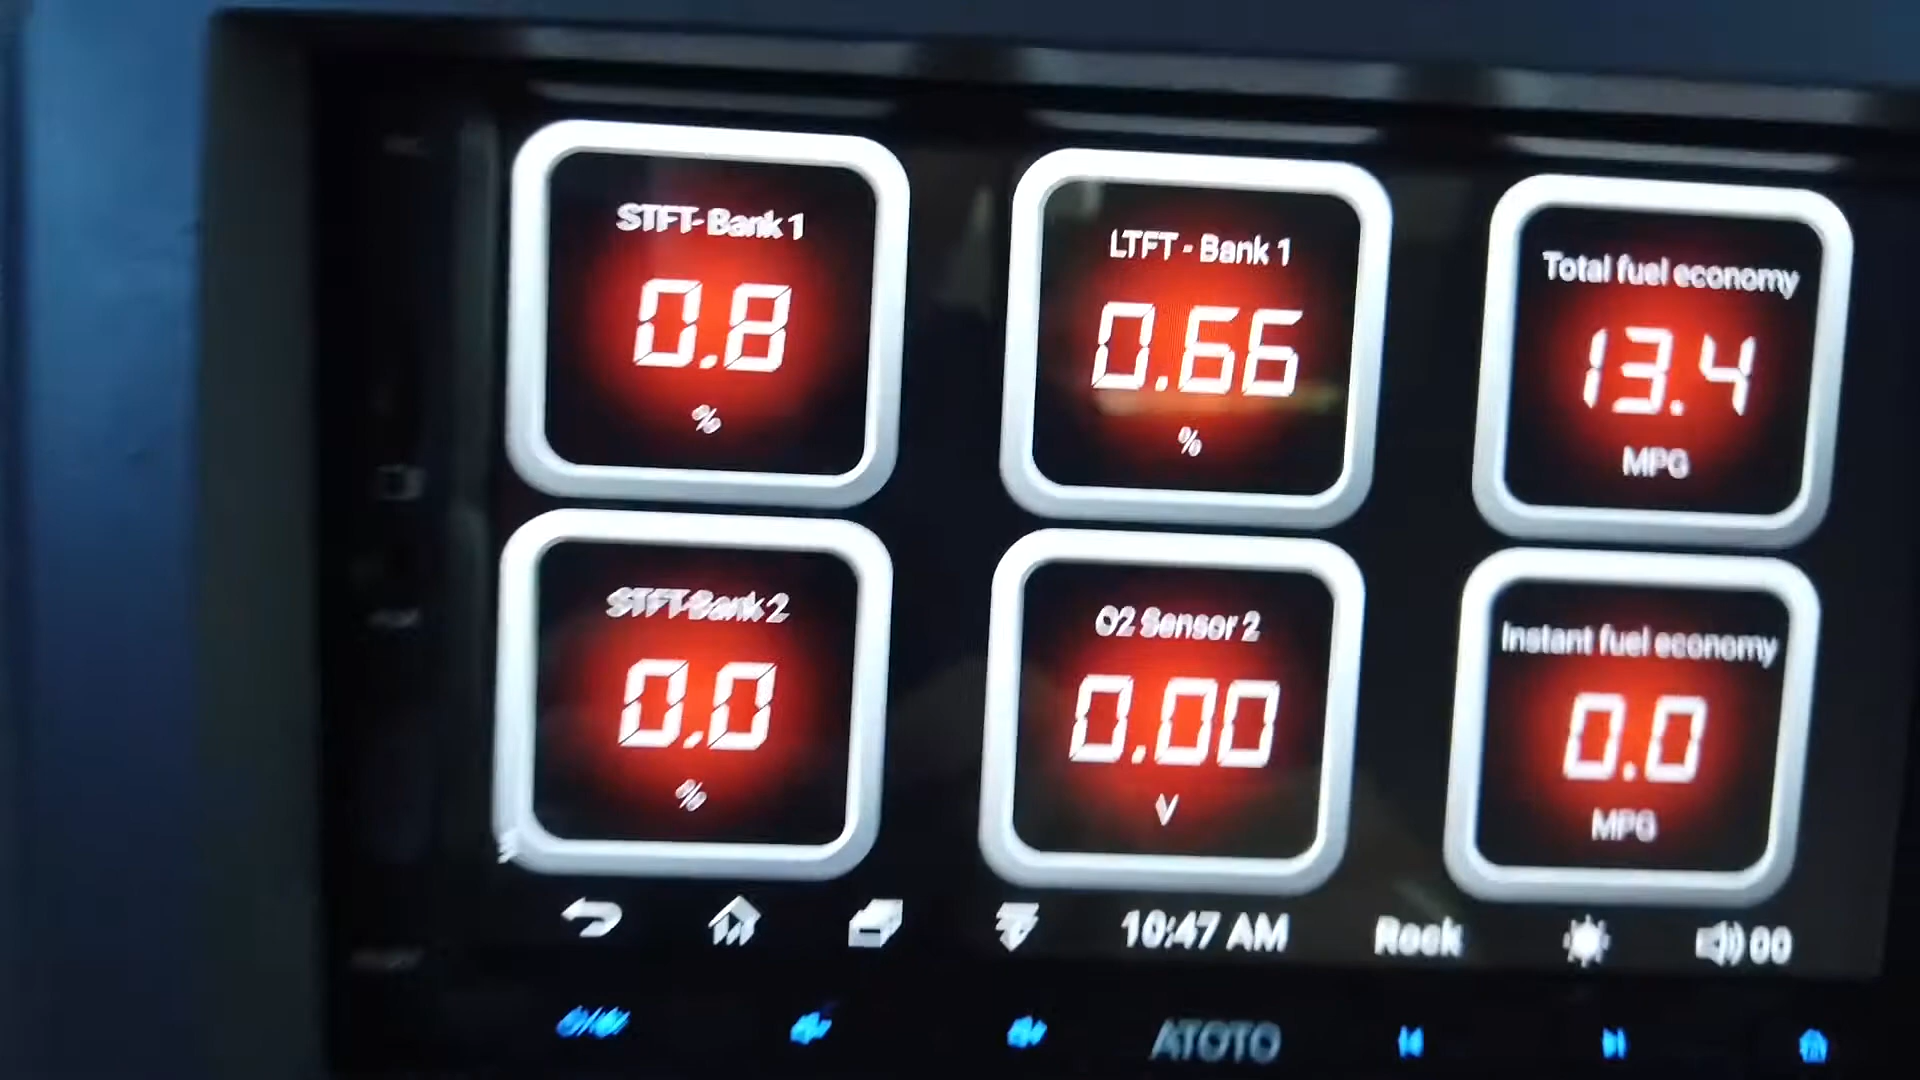 STFT- Bank 1
0.8
%
LTFT - Bank 1
0.66
%
Total fuel economy
13.4
MPG
STFT-Bank 2
0.0
%
O2 Sensor 2
0.00
V
Instant fuel economy
0.0
MPG
10:47 AM
Rock
00
ATOTO